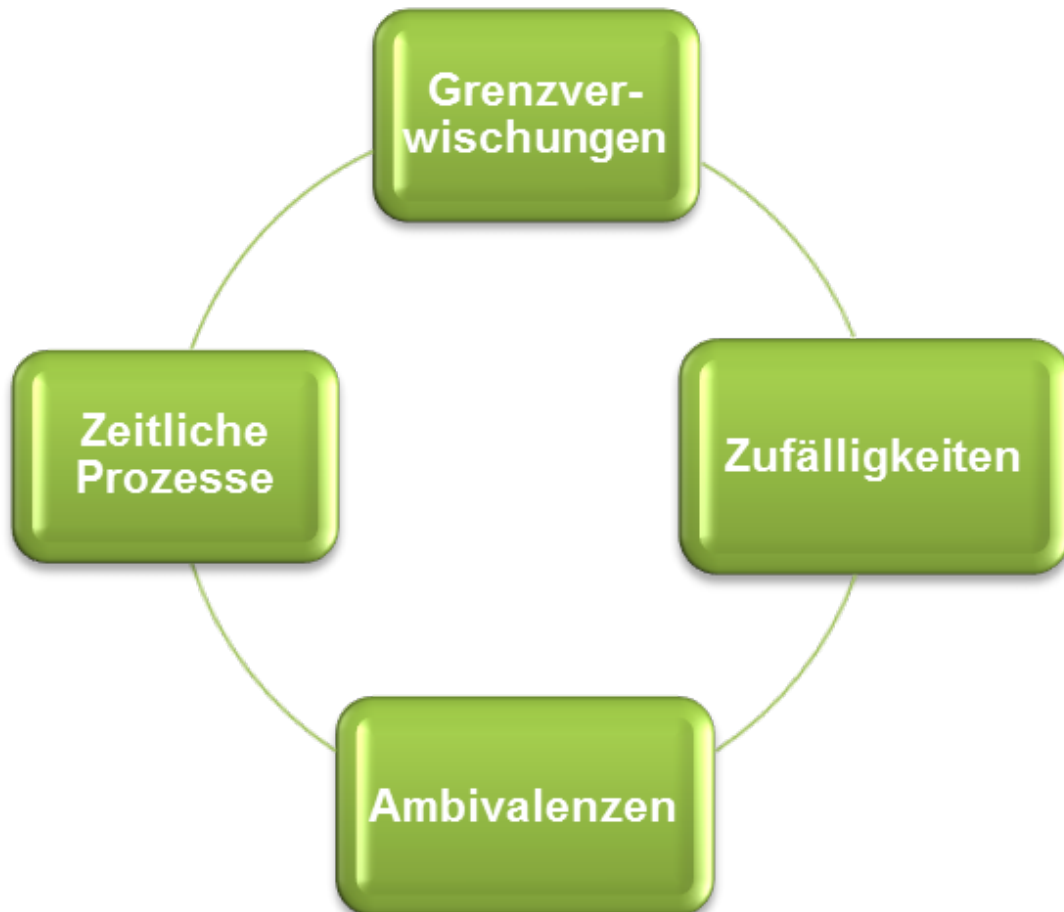 Grenzver-
wischungen
Zufälligkeiten
Ambivalenzen
Zeitliche
Prozesse